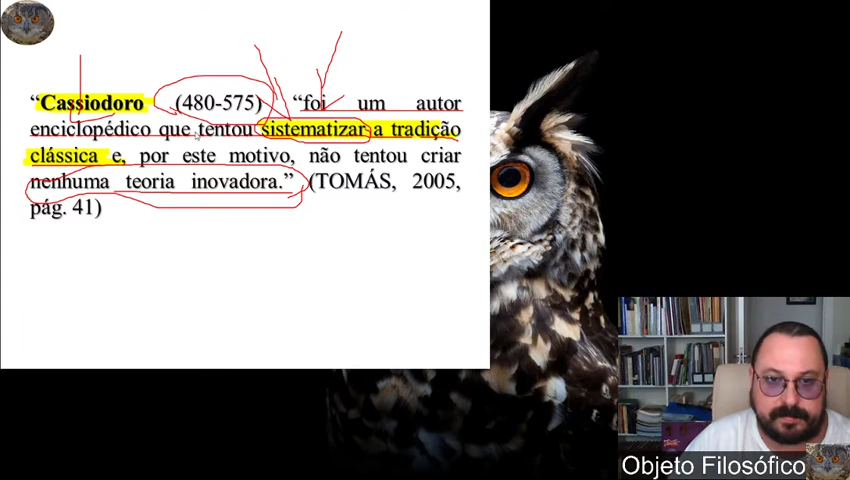 “Cassiodoro (480-575) “foi um autor
enciclopédico que tentou sistematizar a tradição
clássica e, por este motivo, não tentou criar
nenhuma teoria inovadora.” (TOMÁS, 2005,
pág. 41)
Objeto Filosófico